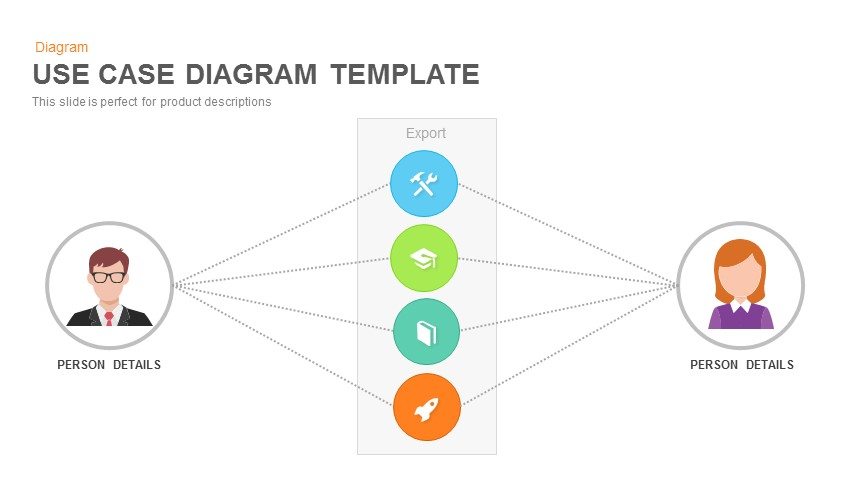 Diagram
USE CASE DIAGRAM TEMPLATE
This slide is perfect for product descriptions
Export
PERSON DETAILS
PERSON DETAILS